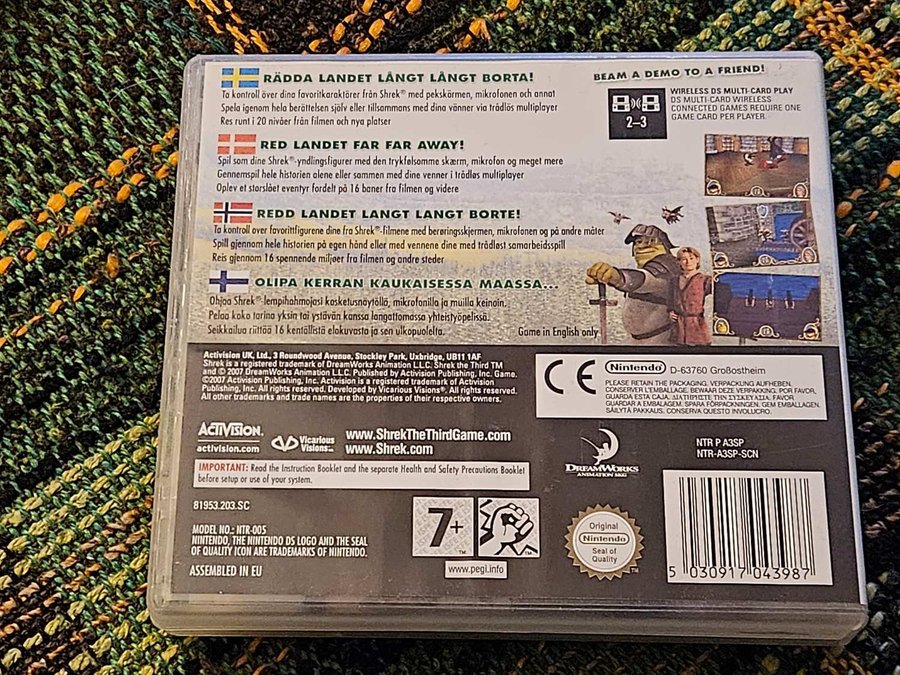 RÄDDA LANDET LÅNGT LÅNGT BORTA!
Ta kontroll över dina favoritkaraktärer från Shrek® med pekskärmen, mikrofonen och annat
Spela igenom hela berättelsen själv eller tillsammans med dina vänner via trådlös multiplayer
Res runt i 20 nivåer från filmen och nya platser
BEAM A DEMO TO A FRIEND!
2–3
WIRELESS DS MULTI-CARD PLAY
DS MULTI-CARD WIRELESS
CONNECTED GAMES REQUIRE ONE
GAME CARD PER PLAYER.
RED LANDET FAR FAR AWAY!
Spil som dine Shrek®-yndlingsfigurer med den trykfølsomme skærm, mikrofon og meget mere
Gennemspil hele historien alene eller sammen med dine venner i trådløs multiplayer
Oplev et storslået eventyr fordelt på 16 baner fra filmen og videre
REDD LANDET LANGT LANGT BORTE!
Ta kontroll over favorittfigurene dine fra Shrek®-filmene med berøringsskjermen, mikrofonen og på andre måter
Spill gjennom hele historien på egen hånd eller med vennene dine med trådløst samarbeidsspill
Reis gjennom 16 spennende miljøer fra filmen og andre steder
OLIPA KERRAN KAUKAISESSA MAASSA...
Ohjaa Shrek®-lempihahmojasi kosketusnäytöllä, mikrofonilla ja muilla keinoin.
Pelaa koko tarina yksin tai ystävän kanssa langattomassa yhteistyöpelissä.
Seikkailua riittää 16 kentällistä elokuvasta ja sen ulkopuolelta.
Game in English only
Activision UK, Ltd., 3 Roundwood Avenue, Stockley Park, Uxbridge, UB11 1AF
Shrek is a registered trademark of DreamWorks Animation L.L.C. Shrek the Third TM
and © 2007 DreamWorks Animation L.L.C. Published by Activision Publishing, Inc. Game.
©2007 Activision Publishing, Inc. Activision is a registered trademark of Activision
Publishing, Inc. All rights reserved. Developed by Vicarious Visions®. All rights reserved.
All other trademarks and trade names are the properties of their respective owners.
CE
Nintendo
D-63760 Großostheim
PLEASE RETAIN THE PACKAGING. VERPACKUNG AUFHEBEN.
CONSERVER L'EMBALLAGE. BEWAAR DEZE VERPAKKING. POR FAVOR,
GUARDA ESTA CAJA. ΔΙΑΤΗΡΗΣΤΕ ΤΗΝ ΣΥΣΚΕΥΑΣΙΑ. FAVOR
GUARDAR A EMBALAGEM. SPARA FÖRPACKNINGEN. GEM EMBALLAGEN.
SÄILYTÄ PAKKAUS. CONSERVA QUESTO INVOLUCRO.
ACTIVISION®
activision.com
Vicarious
Visions™
www.ShrekTheThirdGame.com
www.Shrek.com
DREAMWORKS
ANIMATION SKG
NTR P A3SP
NTR-A3SP-SCN
IMPORTANT: Read the Instruction Booklet and the separate Health and Safety Precautions Booklet
before setup or use of your system.
81953.203.SC
MODEL NO.: NTR-005
NINTENDO, THE NINTENDO DS LOGO AND THE SEAL
OF QUALITY ICON ARE TRADEMARKS OF NINTENDO.
ASSEMBLED IN EU
7+
www.pegi.info
Original
Nintendo
Seal of
Quality
5 030917 043987